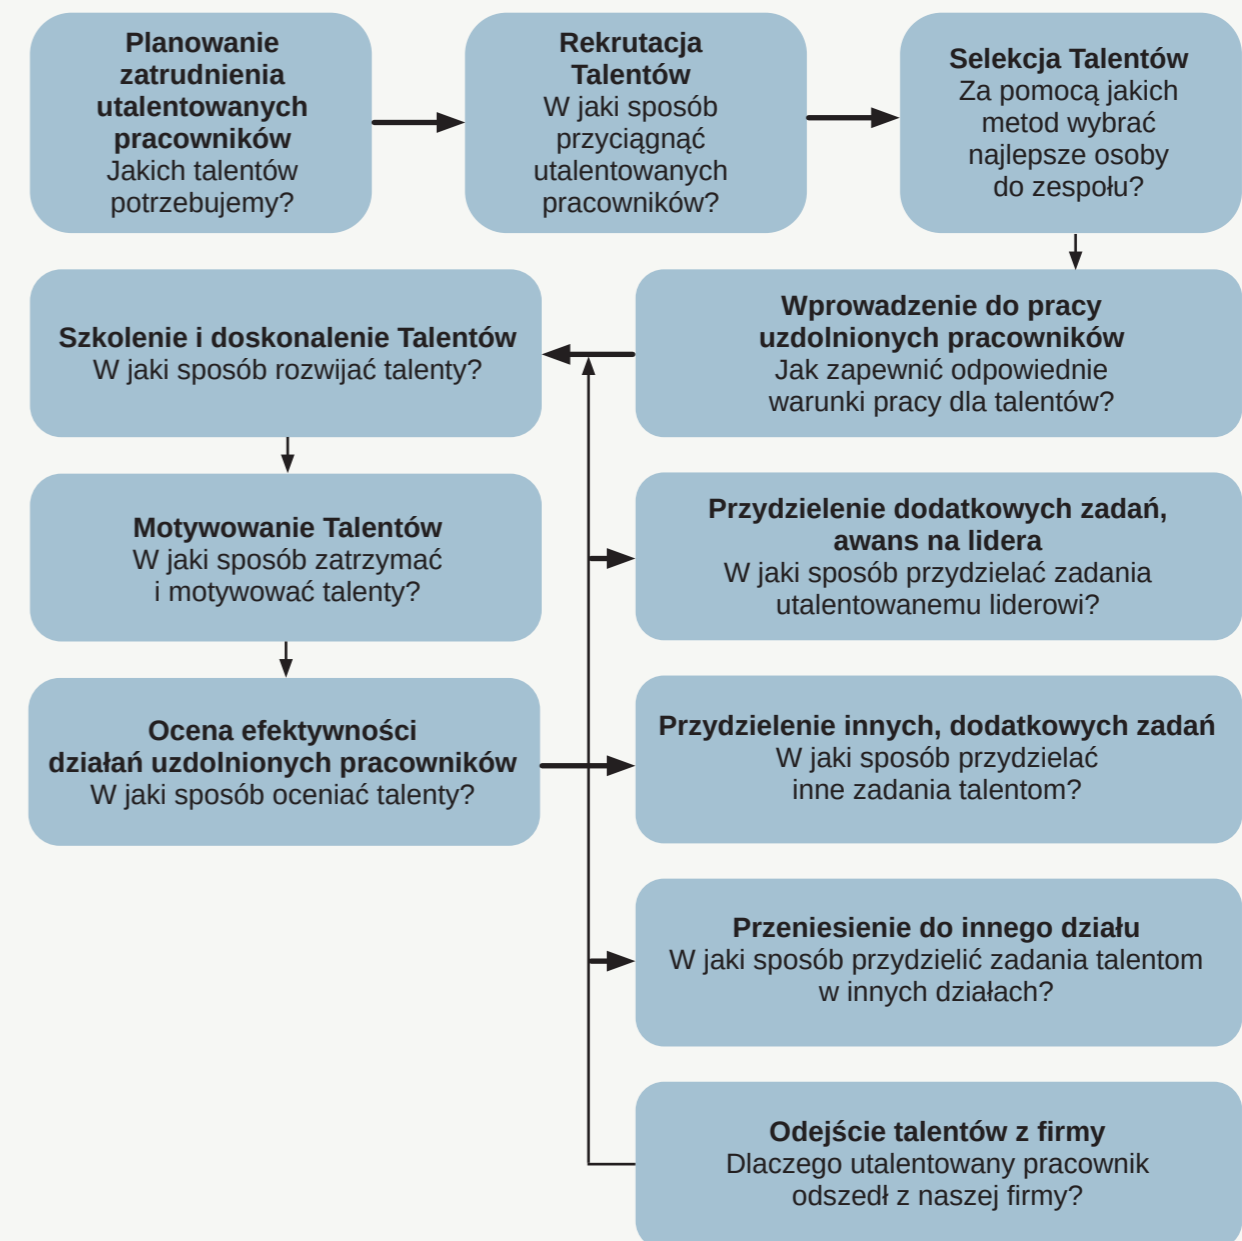 Planowanie
zatrudnienia
utalentowanych
pracowników
Jakich talentów
potrzebujemy?
Rekrutacja
Talentów
W jaki sposób
przyciągnąć
utalentowanych
pracowników?
Selekcja Talentów
Za pomocą jakich
metod wybrać
najlepsze osoby
do zespołu?
Wprowadzenie do pracy
uzdolnionych pracowników
Jak zapewnić odpowiednie
warunki pracy dla talentów?
Szkolenie i doskonalenie Talentów
W jaki sposób rozwijać talenty?
Motywowanie Talentów
W jaki sposób zatrzymać
i motywować talenty?
Ocena efektywności
działań uzdolnionych pracowników
W jaki sposób oceniać talenty?
Przydzielenie dodatkowych zadań,
awans na lidera
W jaki sposób przydzielać zadania
utalentowanemu liderowi?
Przydzielenie innych, dodatkowych zadań
W jaki sposób przydzielać
inne zadania talentom?
Przeniesienie do innego działu
W jaki sposób przydzielić zadania talentom
w innych działach?
Odejście talentów z firmy
Dlaczego utalentowany pracownik
odszedł z naszej firmy?